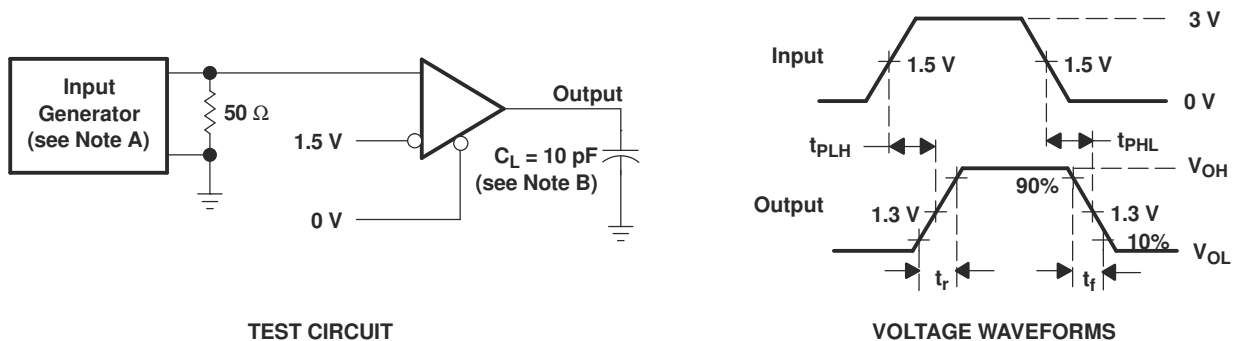 Input
Generator
(see Note A)
50 Ω
1.5 V
0 V
Output
C_L = 10 pF
(see Note B)
TEST CIRCUIT
3 V
Input
1.5 V
1.5 V
0 V
t_PLH
t_PHL
V_OH
90%
Output
1.3 V
1.3 V
10%
V_OL
t_r
t_f
VOLTAGE WAVEFORMS